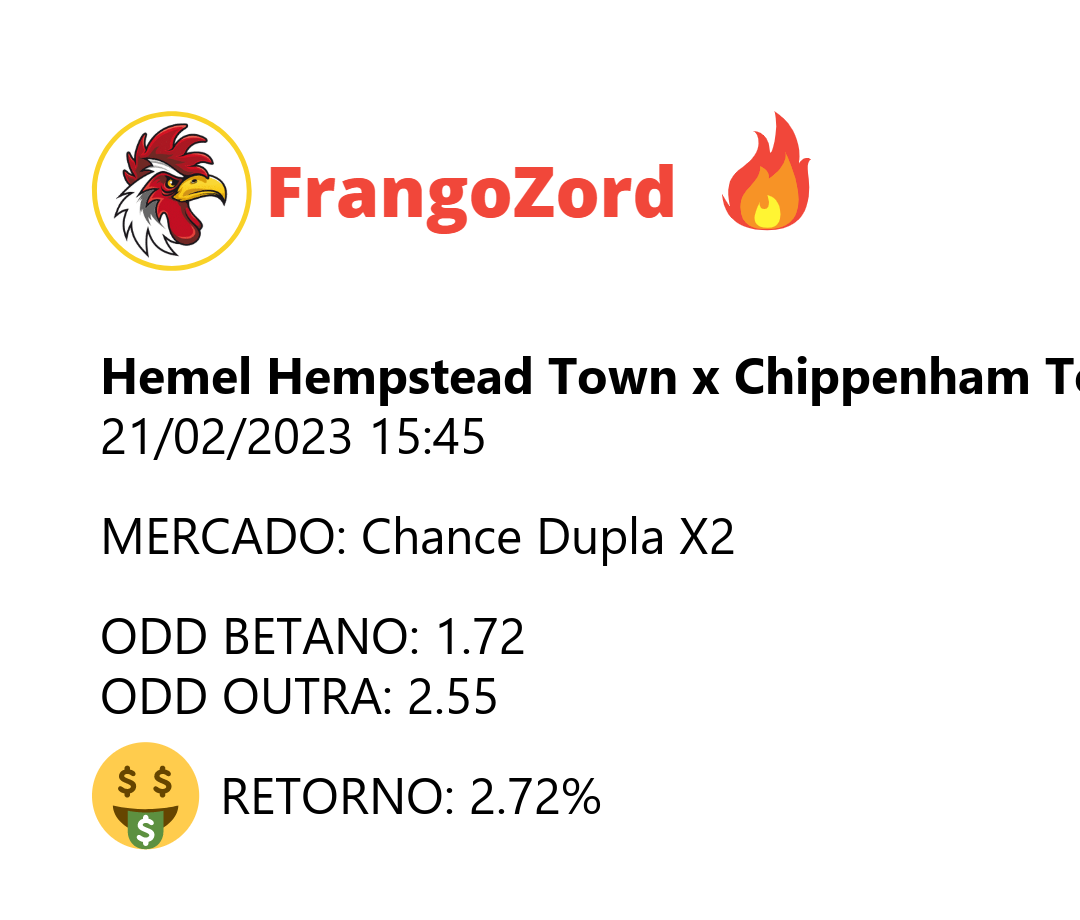 FrangoZord
Hemel Hempstead Town x Chippenham
21/02/2023 15:45
MERCADO: Chance Dupla X2
ODD BETANO: 1.72
ODD OUTRA: 2.55
RETORNO: 2.72%